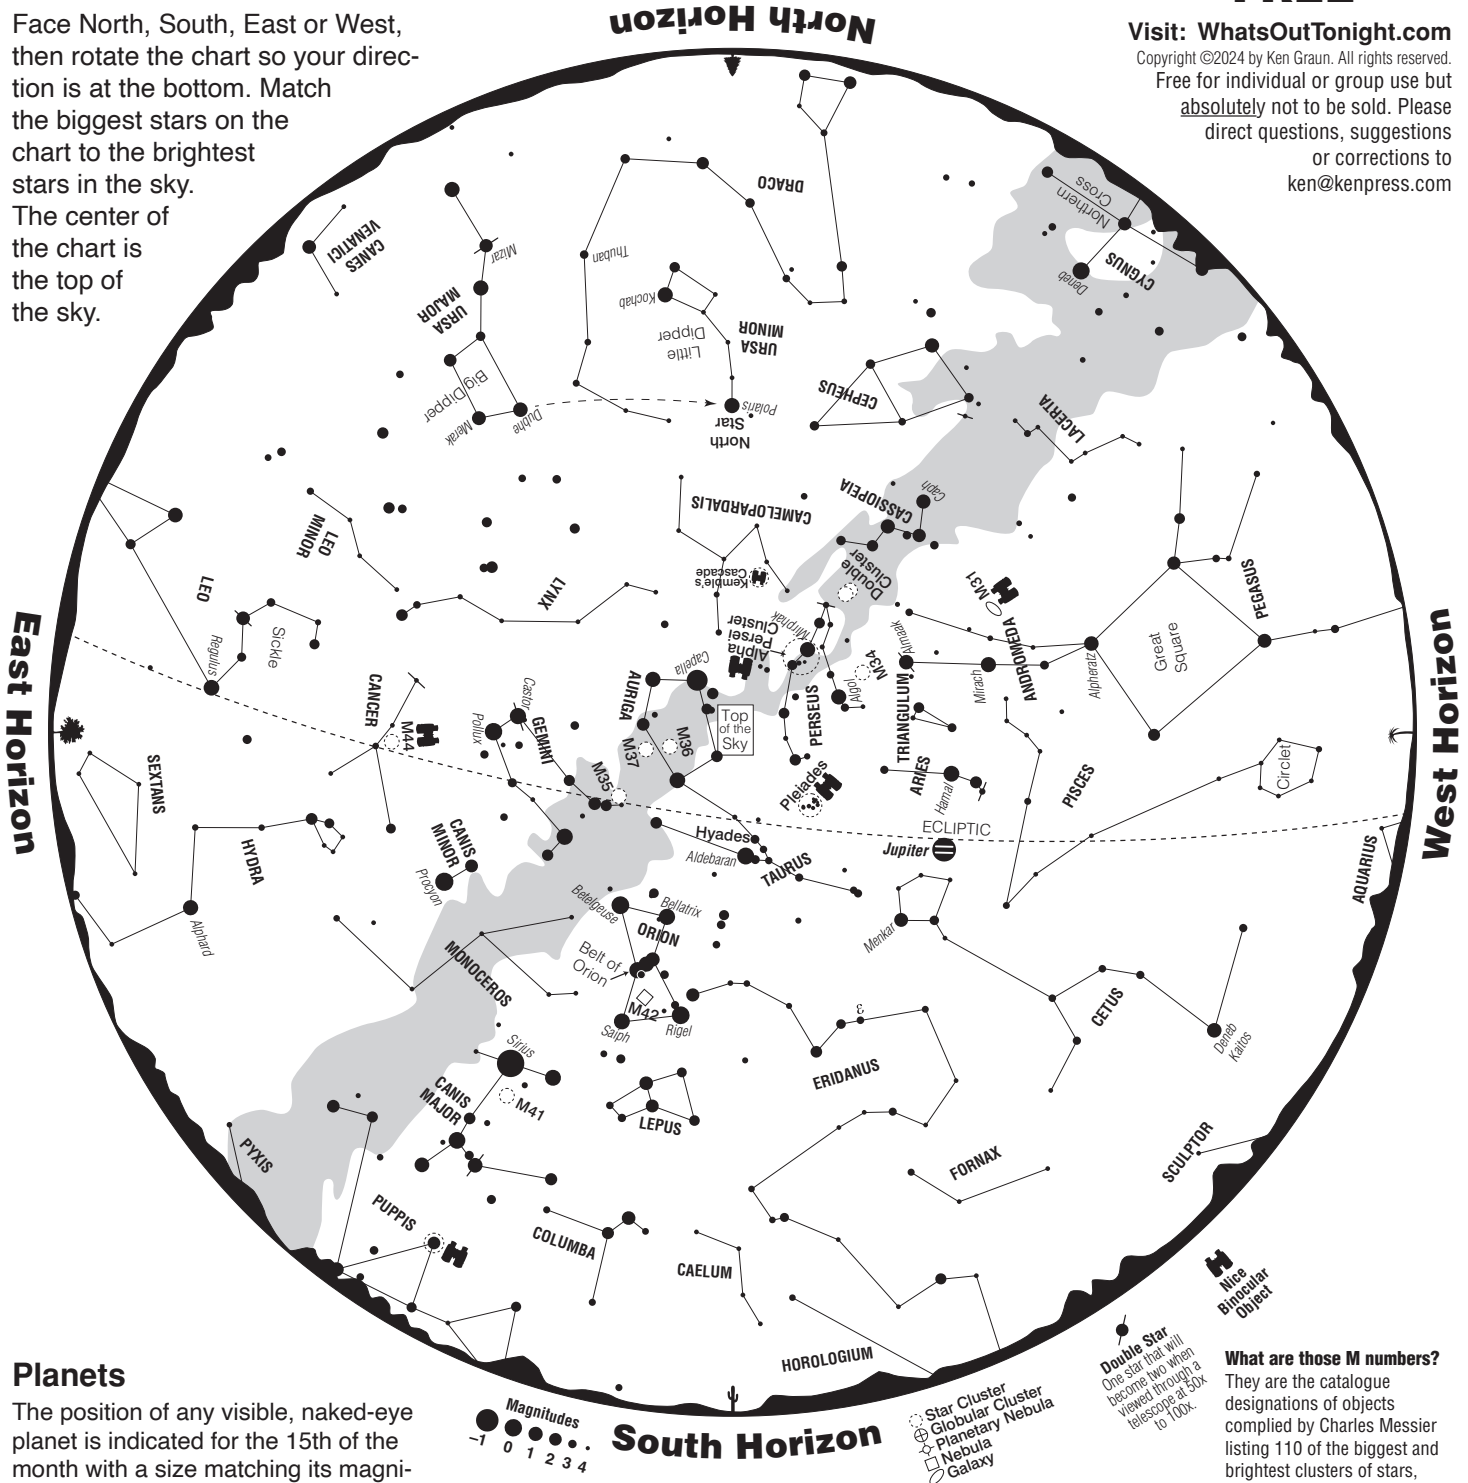 Face North, South, East or West,
then rotate the chart so your direc-
tion is at the bottom. Match
the biggest stars on the
chart to the brightest
stars in the sky.
The center of
the chart is
the top of
the sky.
North Horizon
Visit: WhatsOutTonight.com
Copyright ©2024 by Ken Graun. All rights reserved.
Free for individual or group use but
absolutely not to be sold. Please
direct questions, suggestions
or corrections to
ken@kenpress.com
DRACO
Northern
Cross
CYGNUS
Deneb
CANES
VENATICI
Mizar
URSA
MAJOR
Big Dipper
Merak
Dubhe
Thuban
Kochab
Little
Dipper
URSA
MINOR
Polaris
North
Star
CEPHEUS
LACERTA
CASSIOPEIA
Caph
Double
Cluster
CAMELOPARDALIS
Kemble's
Cascade
LEO
MINOR
LYNX
LEO
Sickle
Regulus
Mirphak
Alpha
Persei
Cluster
Capella
M34
Algol
Almaak
M31
ANDROMEDA
Mirach
Alpheratz
Great
Square
PEGASUS
East Horizon
West Horizon
CANCER
M44
Castor
Pollux
GEMINI
AURIGA
M37
M36
M35
Top
of the
Sky
PERSEUS
TRIANGULUM
ARIES
Hamal
PISCES
Circlet
Pleiades
ECLIPTIC
Jupiter
SEXTANS
HYDRA
Alphard
CANIS
MINOR
Procyon
Hyades
Aldebaran
TAURUS
AQUARIUS
Betelgeuse
Bellatrix
ORION
Belt of
Orion
M42
Saiph
Rigel
MONOCEROS
Menkar
CETUS
Deneb
Kaitos
ε
ERIDANUS
Sirius
CANIS
MAJOR
M41
LEPUS
PYXIS
PUPPIS
COLUMBA
CAELUM
FORNAX
SCULPTOR
HOROLOGIUM
South Horizon
Planets
The position of any visible, naked-eye
planet is indicated for the 15th of the
month with a size matching its magni-
Magnitudes
–1 0 1 2 3 4
Star Cluster
Globular Cluster
Planetary Nebula
Nebula
Galaxy
Double Star
One star that will
become two when
viewed through a
telescope at 50x
to 100x.
Nice
Binocular
Object
What are those M numbers?
They are the catalogue
designations of objects
complied by Charles Messier
listing 110 of the biggest and
brightest clusters of stars,